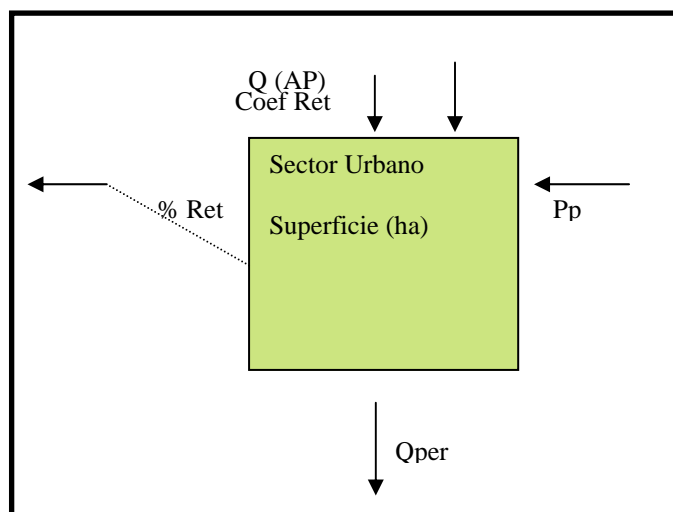 Q (AP)
Coef Ret
Sector Urbano
% Ret
Pp
Superficie (ha)
Qper